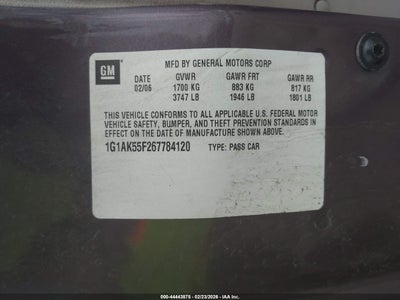 GM
MFD BY GENERAL MOTORS CORP
DATE GVWR GAWR FRT GAWR RR
02/06 1700 KG 883 KG 817 KG
3747 LB 1946 LB 1801 LB
THIS VEHICLE CONFORMS TO ALL APPLICABLE U.S. FEDERAL MOTOR
VEHICLE SAFETY, BUMPER, AND THEFT PREVENTION STANDARDS IN
EFFECT ON THE DATE OF MANUFACTURE SHOWN ABOVE.
1G1AK55F267784120 TYPE: PASS CAR
000-44443875 - 02/23/2026 - IAA Inc.